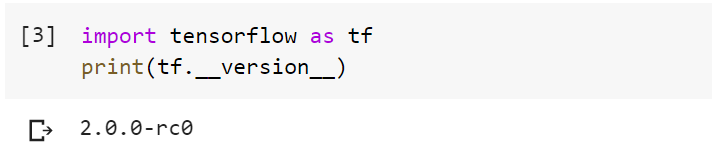 [3] import tensorflow as tf
print(tf.__version__)
2.0.0-rc0